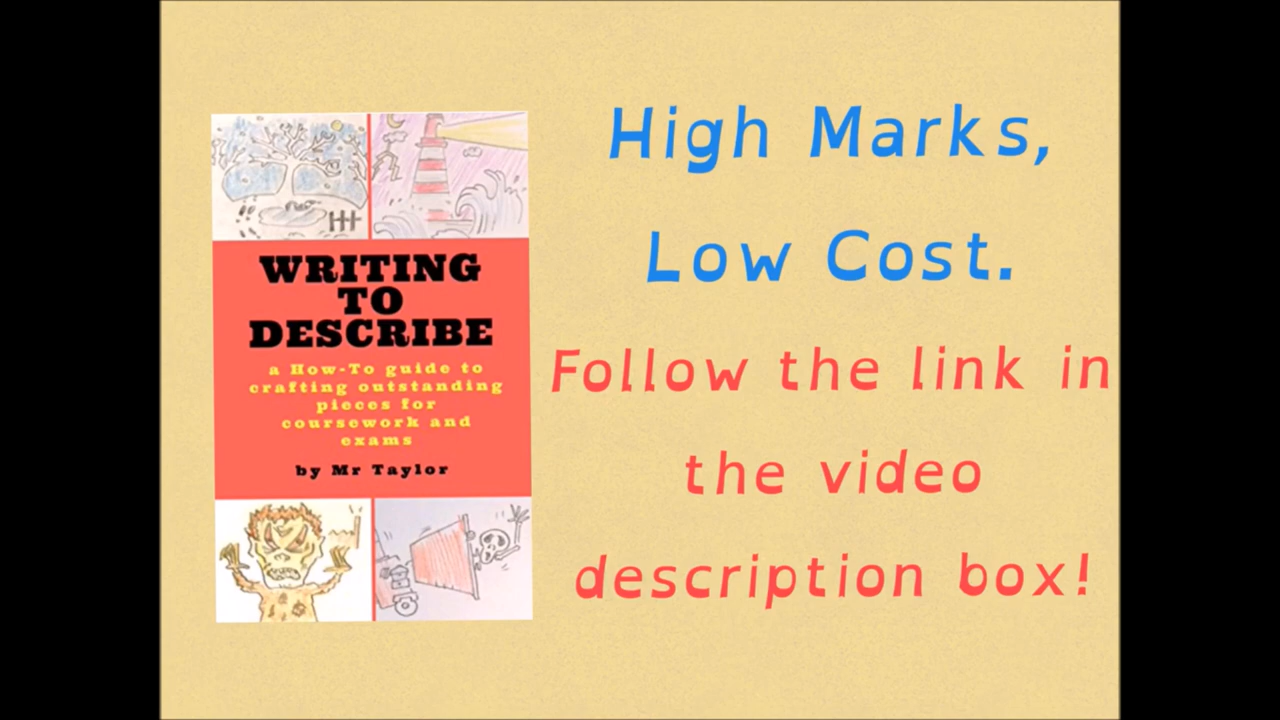 WRITING
TO
DESCRIBE
a How-To guide to
crafting outstanding
pieces for
coursework and
exams
by Mr Taylor
High Marks,
Low Cost.
Follow the link in
the video
description box!